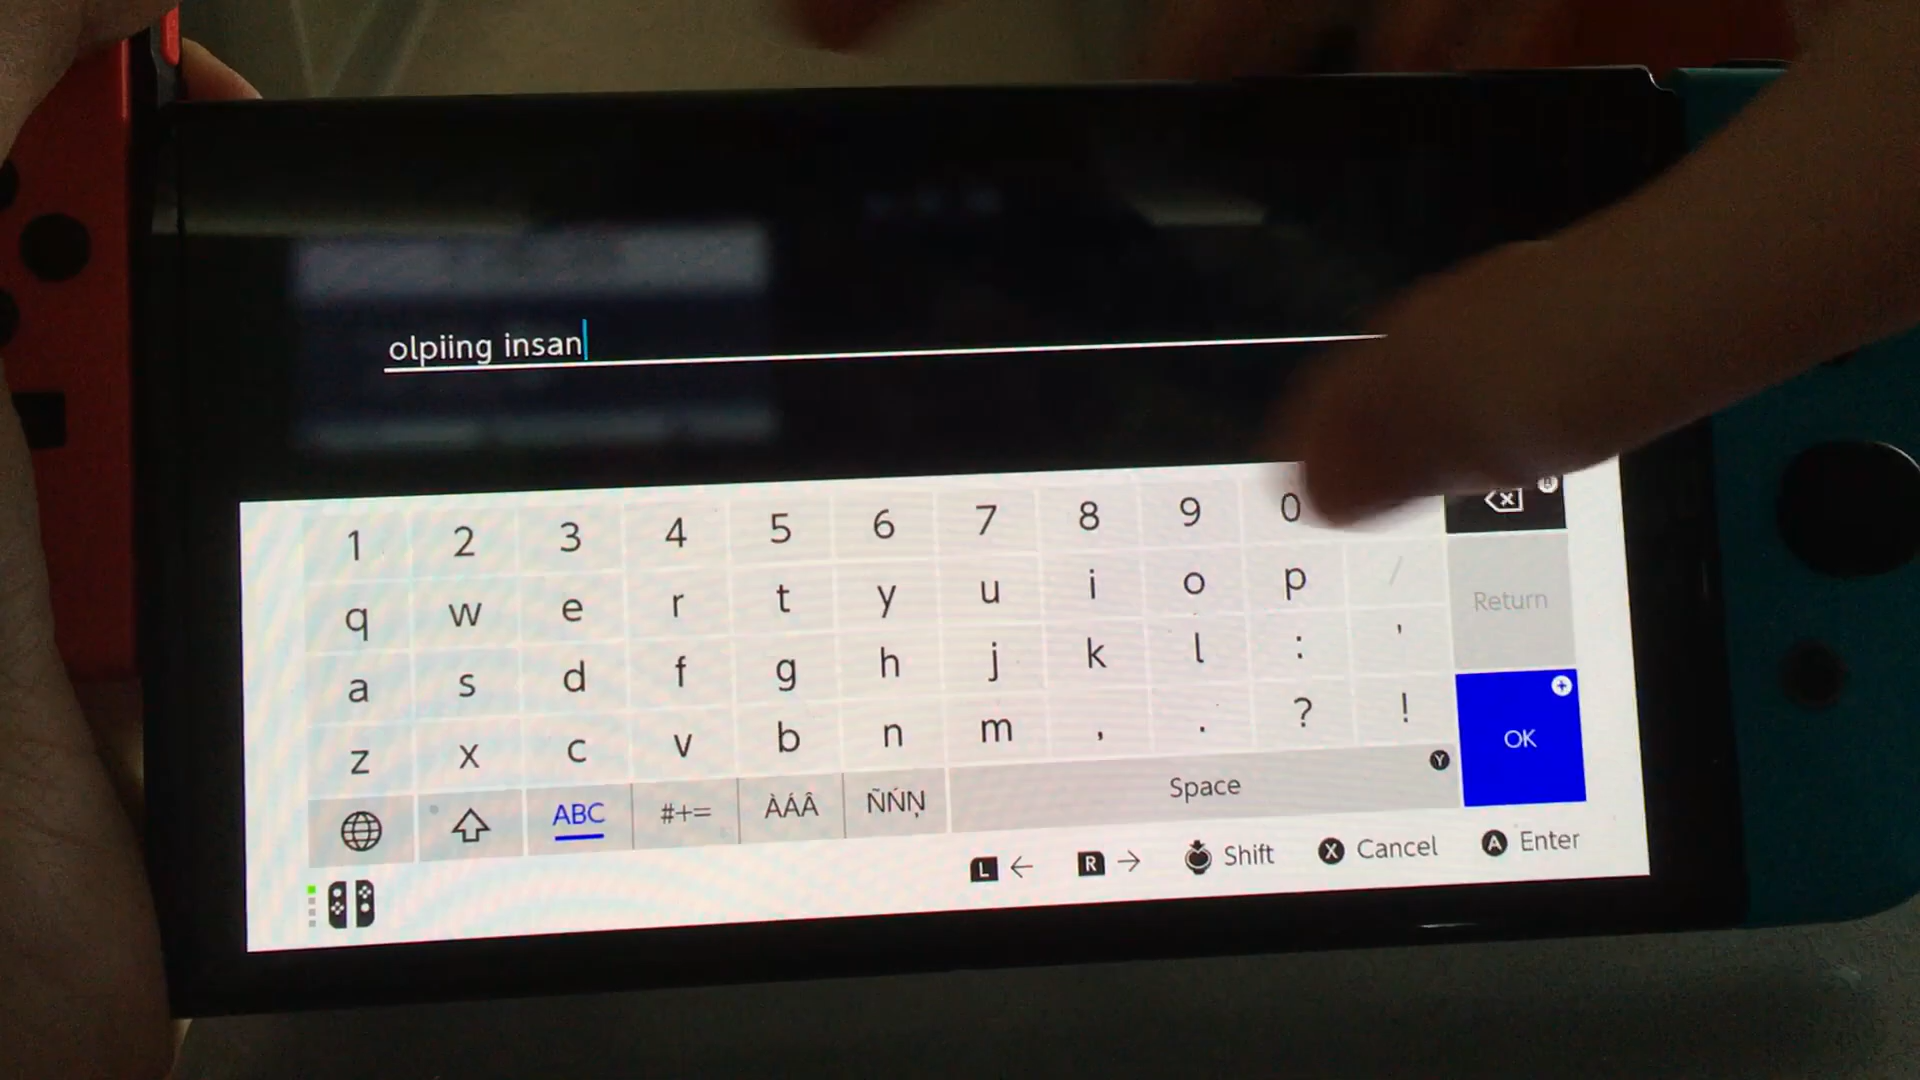 olpiing insan
1 2 3 4 5 6 7 8 9 0
q w e r t y u i o p /
Return
a s d f g h j k l : '
z x c v b n m , . ? !
OK
ABC #+= ÀÁÂ ÑŃŅ Space Y
L ← R → Shift X Cancel A Enter